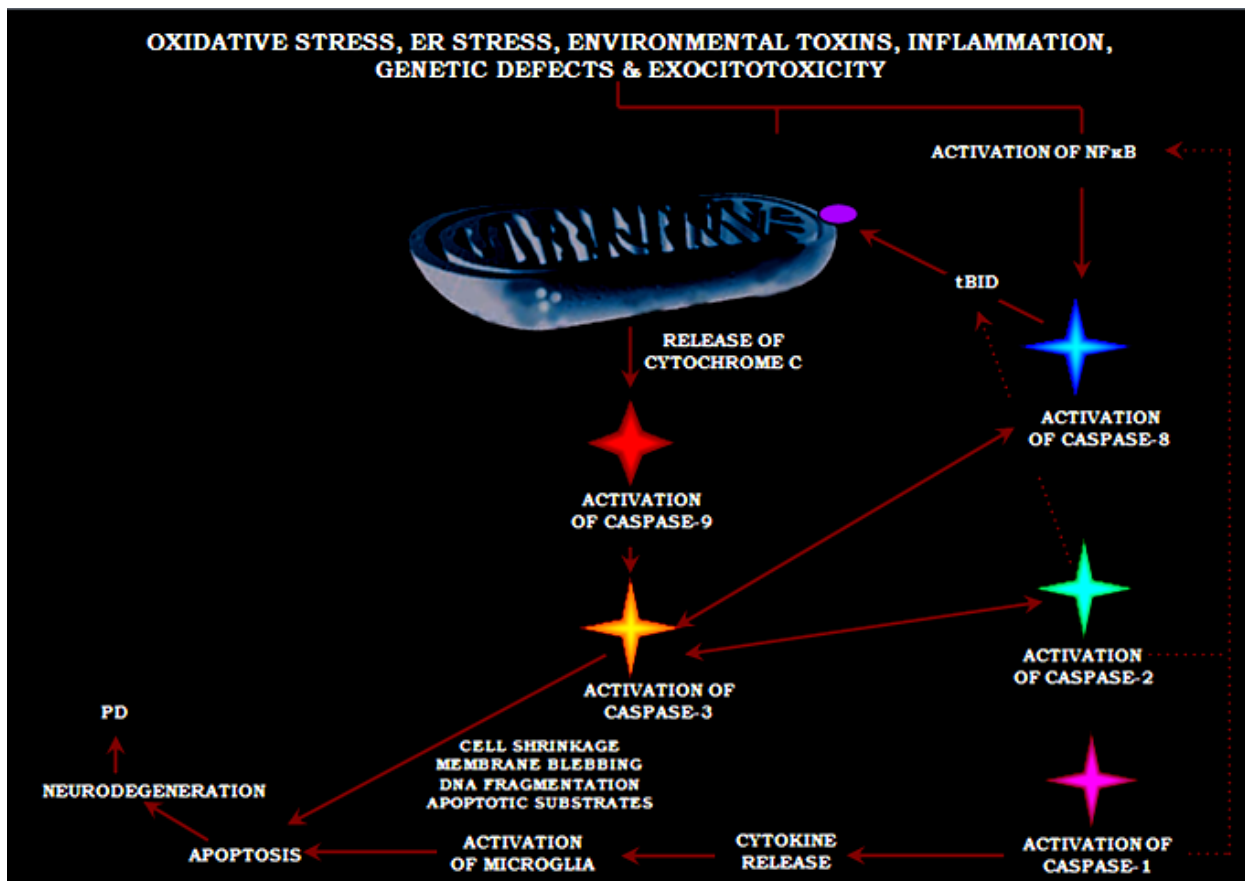 OXIDATIVE STRESS, ER STRESS, ENVIRONMENTAL TOXINS, INFLAMMATION,
GENETIC DEFECTS & EXOCITOTOXICITY
ACTIVATION OF NFκB
tBID
RELEASE OF
CYTOCHROME C
ACTIVATION
OF CASPASE-8
ACTIVATION
OF CASPASE-9
ACTIVATION
OF CASPASE-2
ACTIVATION OF
CASPASE-3
PD
CELL SHRINKAGE
MEMBRANE BLEBBING
DNA FRAGMENTATION
APOPTOTIC SUBSTRATES
NEURODEGENERATION
APOPTOSIS
ACTIVATION
OF MICROGLIA
CYTOKINE
RELEASE
ACTIVATION OF
CASPASE-1